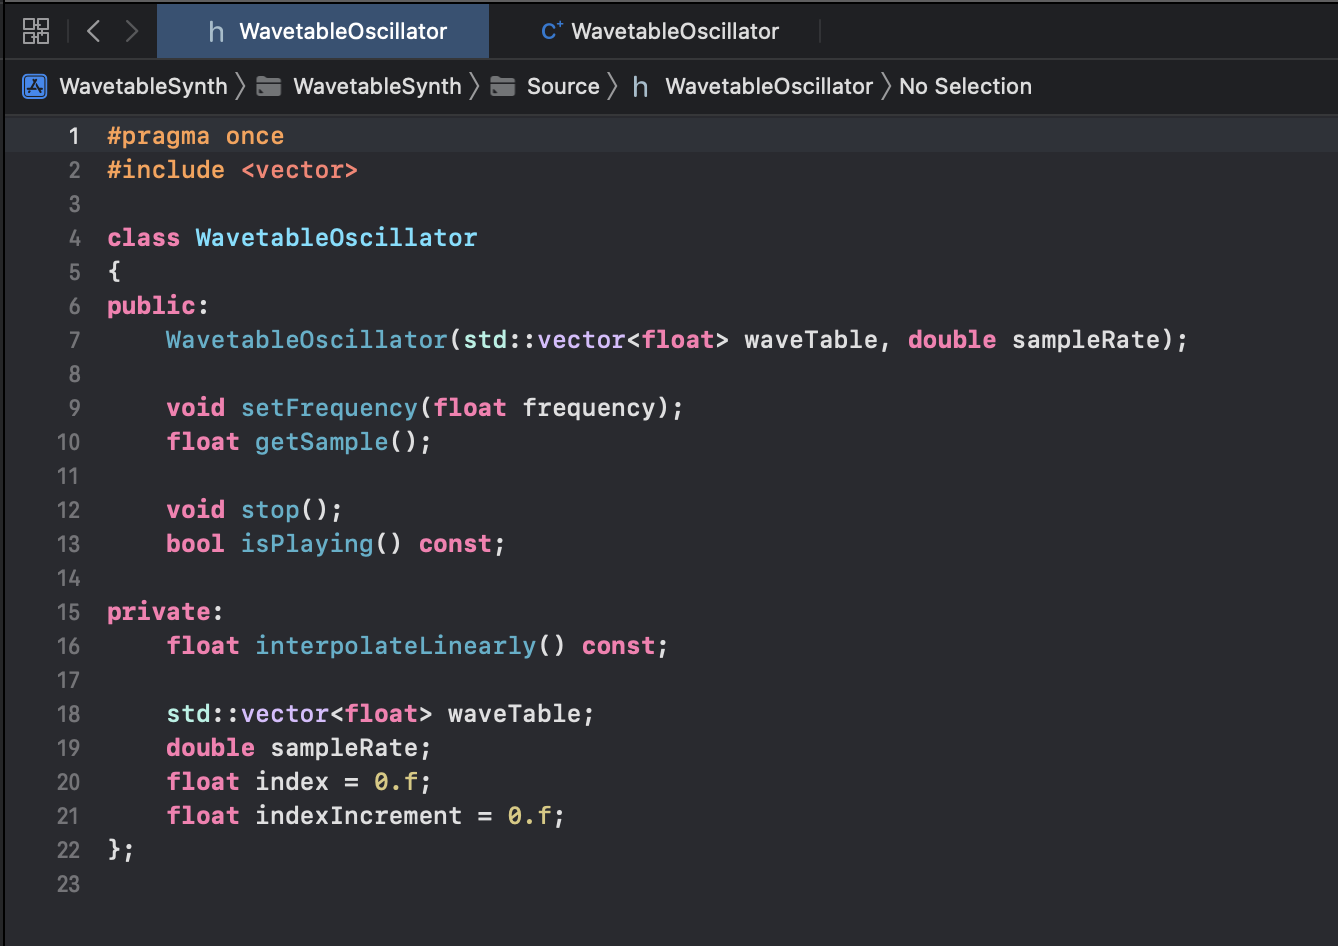 h WavetableOscillator C+ WavetableOscillator
WavetableSynth 〉 WavetableSynth 〉 Source 〉 h WavetableOscillator 〉 No Selection
1 #pragma once
2 #include <vector>
3
4 class WavetableOscillator
5 {
6 public:
7     WavetableOscillator(std::vector<float> waveTable, double sampleRate);
8
9     void setFrequency(float frequency);
10     float getSample();
11
12     void stop();
13     bool isPlaying() const;
14
15 private:
16     float interpolateLinearly() const;
17
18     std::vector<float> waveTable;
19     double sampleRate;
20     float index = 0.f;
21     float indexIncrement = 0.f;
22 };
23